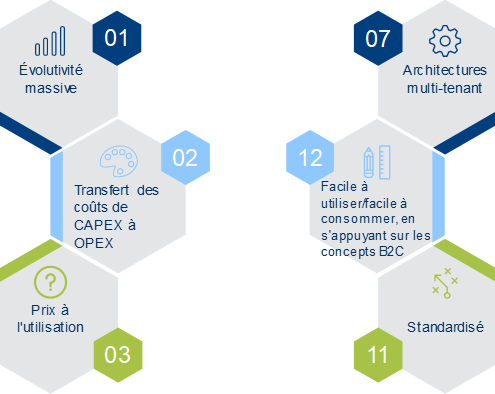 01
Évolutivité
massive
02
Transfert des
coûts de
CAPEX à
OPEX
Prix à
l'utilisation
03
07
Architectures
multi-tenant
12
Facile à
utiliser/facile à
consommer, en
s'appuyant sur les
concepts B2C
Standardisé
11